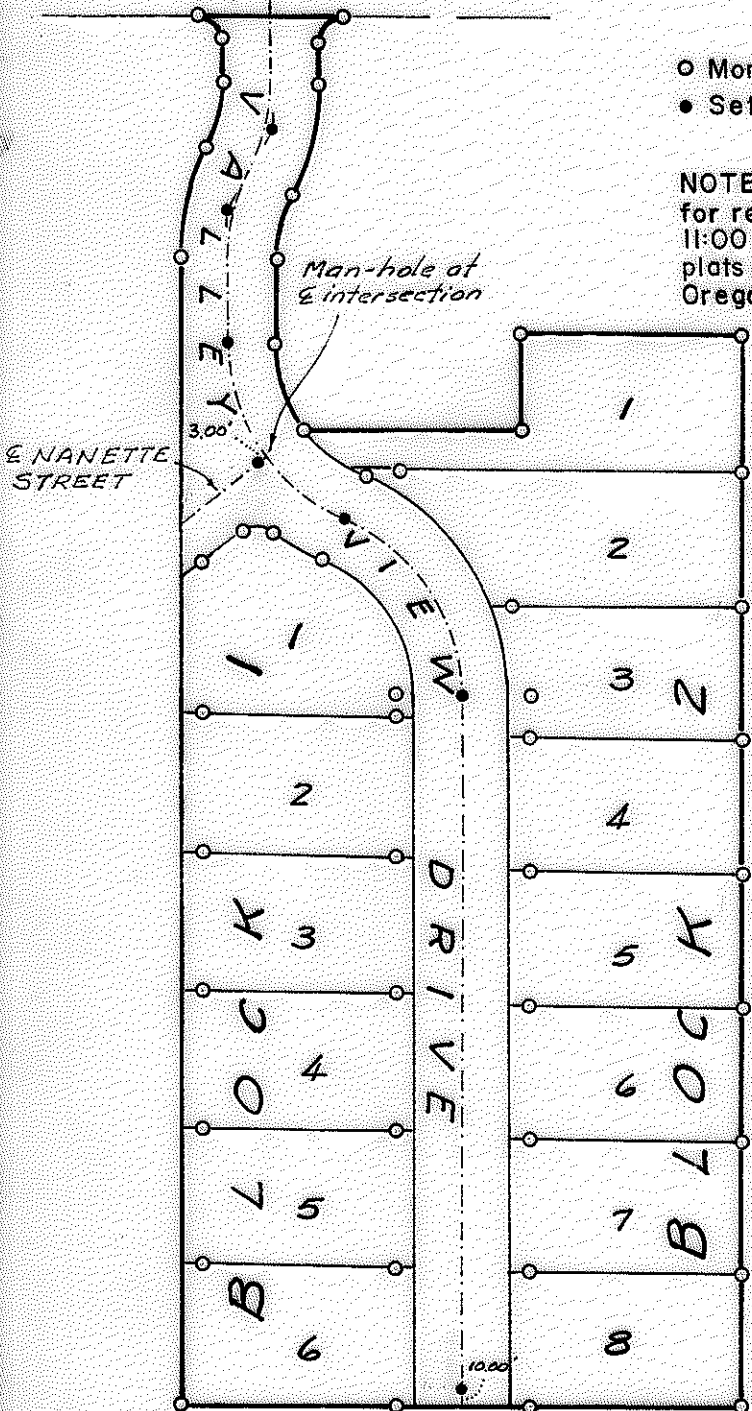 ○ Mon
● Set
NOTE
for re
11:00
plats
Orego
VALLEY
Man-hole at
℄ intersection
3.00'
℄ NANETTE
STREET
VIEW
DRIVE
BLOCK 1
1
2
3
4
5
6
BLOCK 2
1
2
3
4
5
6
7
8
10.00'